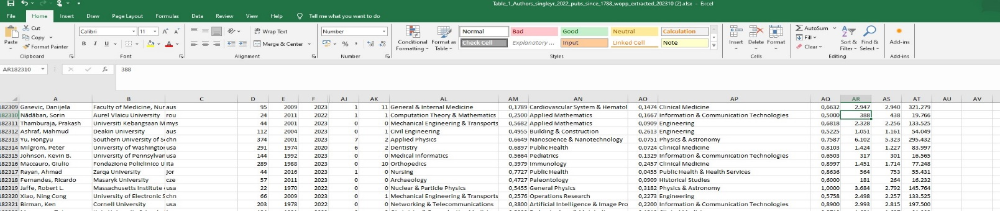 Table_1_Authors_singleyr_2022_pubs_since_1788_wopp_extracted_202310 (2).xlsx - Excel
File Home Insert Draw Page Layout Formulas Data Review View Help Tell me what you want to do
Paste Cut Copy Format Painter Clipboard
Calibri 11 B I U Font
Wrap Text Merge & Center Alignment
Number % Number
Conditional Formatting Format as Table Normal Bad Good Neutral Calculation
Check Cell Explanatory ... Input Linked Cell Note Styles
Insert Delete Format Cells
AutoSum Fill Clear Sort & Filter Find & Select Editing
Add-ins Add-ins
AR182310 fx 388
A B C D E F AJ AK AL AM AN AO AP AQ AR AS AT AU AV
182309 Gasevic, Danijela Faculty of Medicine, Nur aus 95 2009 2023 1 11 General & Internal Medicine 0,1789 Cardiovascular System & Hematol 0,1474 Clinical Medicine 0,6632 2.947 2.940 321.279
182310 Nădăban, Sorin Aurel Vlaicu University rou 24 2011 2022 1 1 Computation Theory & Mathematics 0,2500 Applied Mathematics 0,1667 Information & Communication Technologies 0,5000 388 438 19.766
182311 Thamburaja, Prakash Universiti Kebangsaan M mys 44 2001 2023 0 0 Mechanical Engineering & Transports 0,5682 Applied Mathematics 0,0909 Engineering 0,6818 2.328 2.256 133.525
182312 Ashraf, Mahmud Deakin University aus 112 2004 2023 0 1 Civil Engineering 0,4955 Building & Construction 0,2613 Engineering 0,5225 1.051 1.161 54.049
182313 Yu, Hongyu Southern University of S chn 374 2001 2023 7 2 Applied Physics 0,6649 Nanoscience & Nanotechnology 0,0751 Physics & Astronomy 0,7587 6.102 5.323 295.432
182314 Milgrom, Peter University of Washington usa 291 1974 2020 6 2 Dentistry 0,6897 Public Health 0,0724 Clinical Medicine 0,8103 1.424 1.227 83.997
182315 Johnson, Kevin B. University of Pennsylvan usa 144 1992 2023 0 0 Medical Informatics 0,5664 Pediatrics 0,1329 Information & Communication Technologies 0,6503 317 301 16.565
182316 Maccauro, Giulio Fondazione Policlinico U ita 289 1988 2023 0 10 Orthopedics 0,3979 Immunology 0,2457 Clinical Medicine 0,8997 1.451 1.714 77.248
182317 Rayan, Ahmad Zarqa University jor 44 2016 2023 1 0 Nursing 0,7727 Public Health 0,0455 Public Health & Health Services 0,8636 564 753 55.431
182318 Fernandes, Ricardo Masaryk University cze 57 2011 2023 0 0 Archaeology 0,4727 Paleontology 0,0909 Historical Studies 0,6000 181 264 16.232
182319 Jaffe, Robert L. Massachusetts Institute usa 22 1970 2022 0 0 Nuclear & Particle Physics 0,5455 General Physics 0,3182 Physics & Astronomy 1,0000 3.684 2.792 145.764
182320 Xiao, Ning Cong University of Electronic S chn 66 2009 2023 0 1 Mechanical Engineering & Transports 0,2576 Operations Research 0,2273 Engineering 0,5758 2.498 2.257 133.525
182321 Birman, Ken Cornell University usa 203 1978 2022 0 0 Networking & Telecommunications 0,3800 Artificial Intelligence & Image Pro 0,2200 Information & Communication Technologies 0,8900 2.993 2.815 197.500